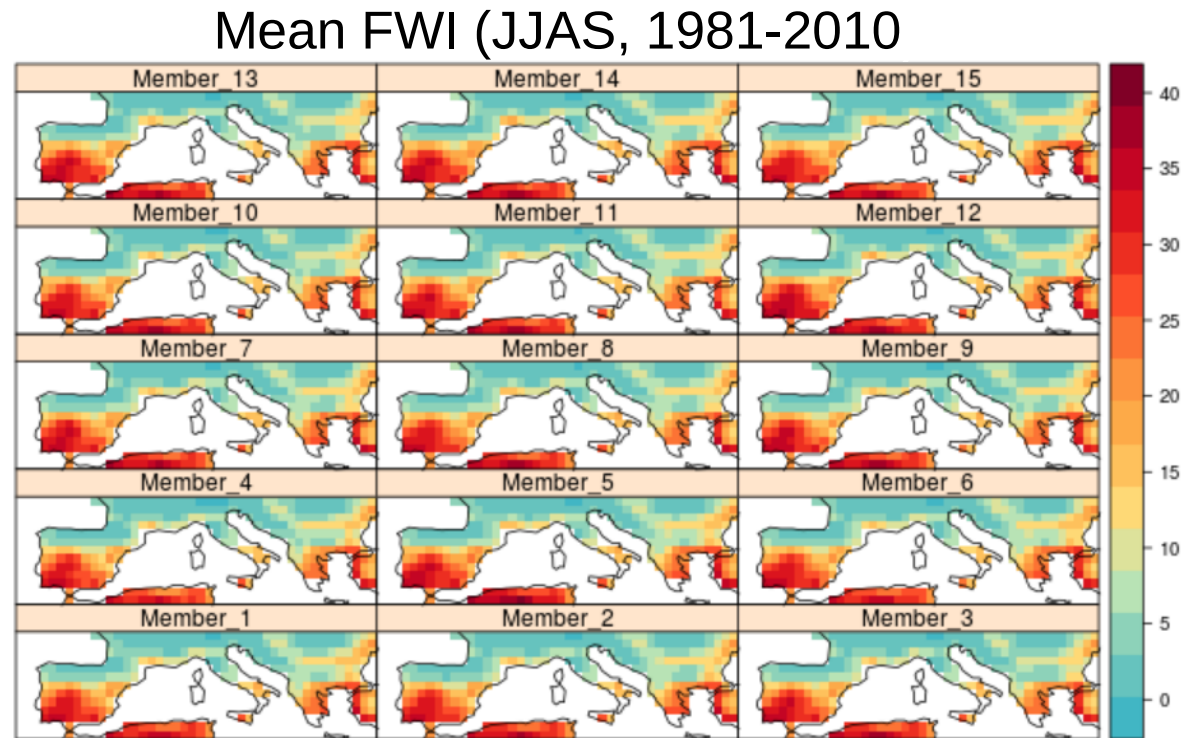 Mean FWI (JJAS, 1981-2010
Member_13 Member_14 Member_15
Member_10 Member_11 Member_12
Member_7 Member_8 Member_9
Member_4 Member_5 Member_6
Member_1 Member_2 Member_3
40
35
30
25
20
15
10
5
0